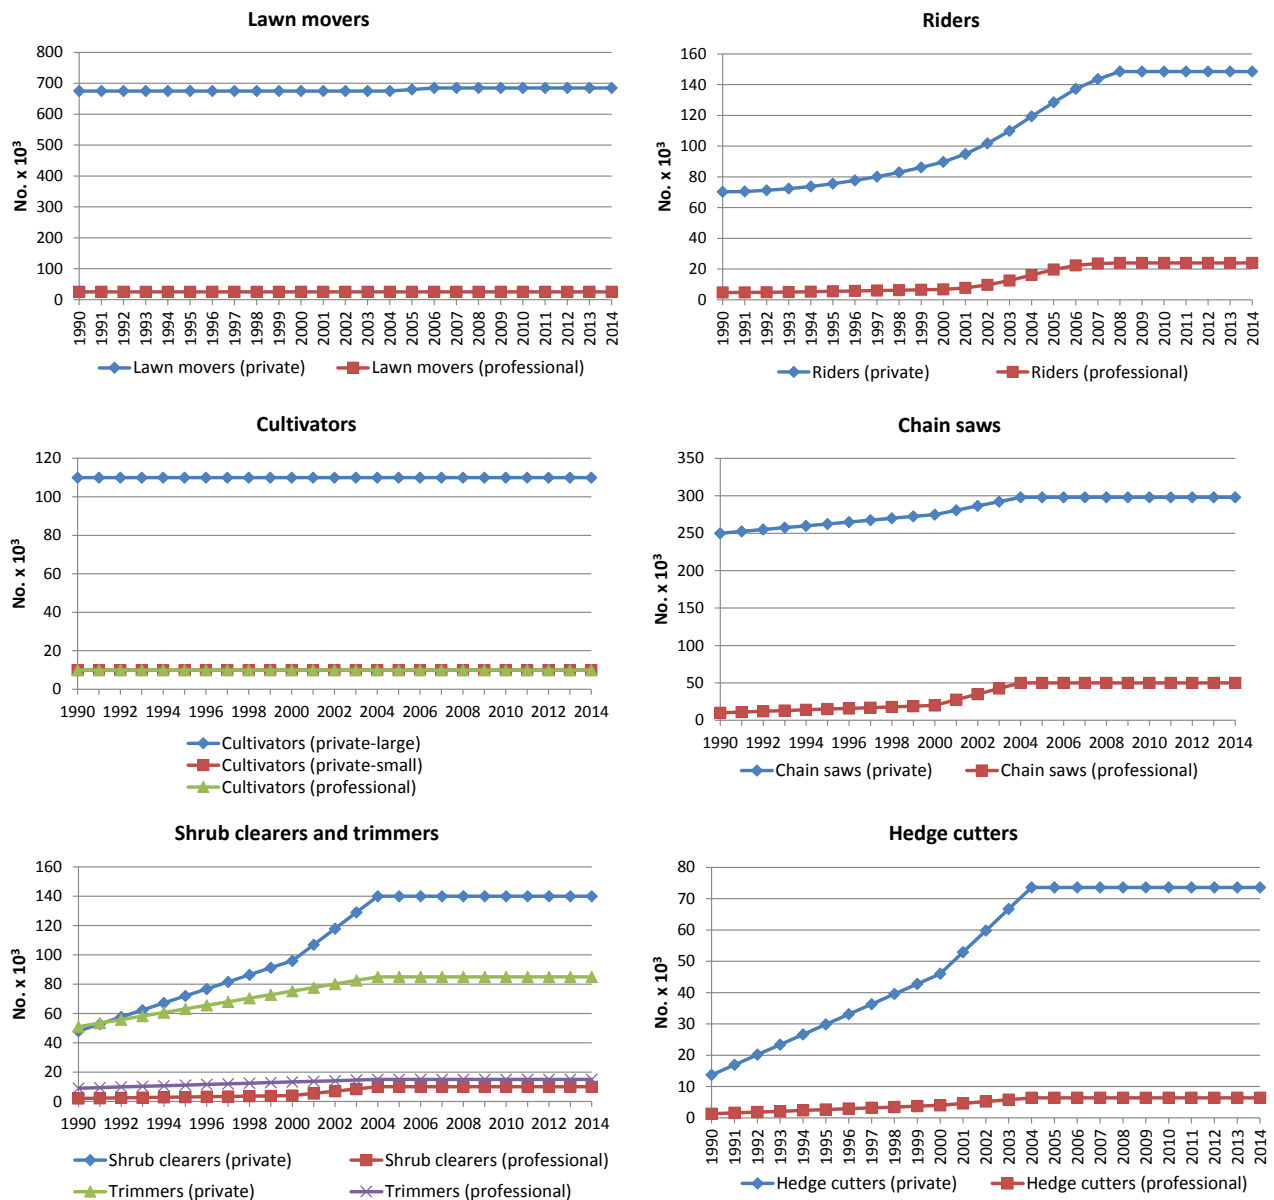 Lawn movers
800
700
600
500
400
300
200
100
0
No. x 10³
1990 1991 1992 1993 1994 1995 1996 1997 1998 1999 2000 2001 2002 2003 2004 2005 2006 2007 2008 2009 2010 2011 2012 2013 2014
Lawn movers (private) Lawn movers (professional)
Riders
160
140
120
100
80
60
40
20
0
No. x 10³
1990 1991 1992 1993 1994 1995 1996 1997 1998 1999 2000 2001 2002 2003 2004 2005 2006 2007 2008 2009 2010 2011 2012 2013 2014
Riders (private) Riders (professional)
Cultivators
120
100
80
60
40
20
0
No. x 10³
1990 1992 1994 1996 1998 2000 2002 2004 2006 2008 2010 2012 2014
Cultivators (private-large)
Cultivators (private-small)
Cultivators (professional)
Chain saws
350
300
250
200
150
100
50
0
No. x 10³
1990 1992 1994 1996 1998 2000 2002 2004 2006 2008 2010 2012 2014
Chain saws (private) Chain saws (professional)
Shrub clearers and trimmers
160
140
120
100
80
60
40
20
0
No. x 10³
1990 1992 1994 1996 1998 2000 2002 2004 2006 2008 2010 2012 2014
Shrub clearers (private) Shrub clearers (professional)
Trimmers (private) Trimmers (professional)
Hedge cutters
80
70
60
50
40
30
20
10
0
No. x 10³
1990 1991 1992 1993 1994 1995 1996 1997 1998 1999 2000 2001 2002 2003 2004 2005 2006 2007 2008 2009 2010 2011 2012 2013 2014
Hedge cutters (private) Hedge cutters (professional)